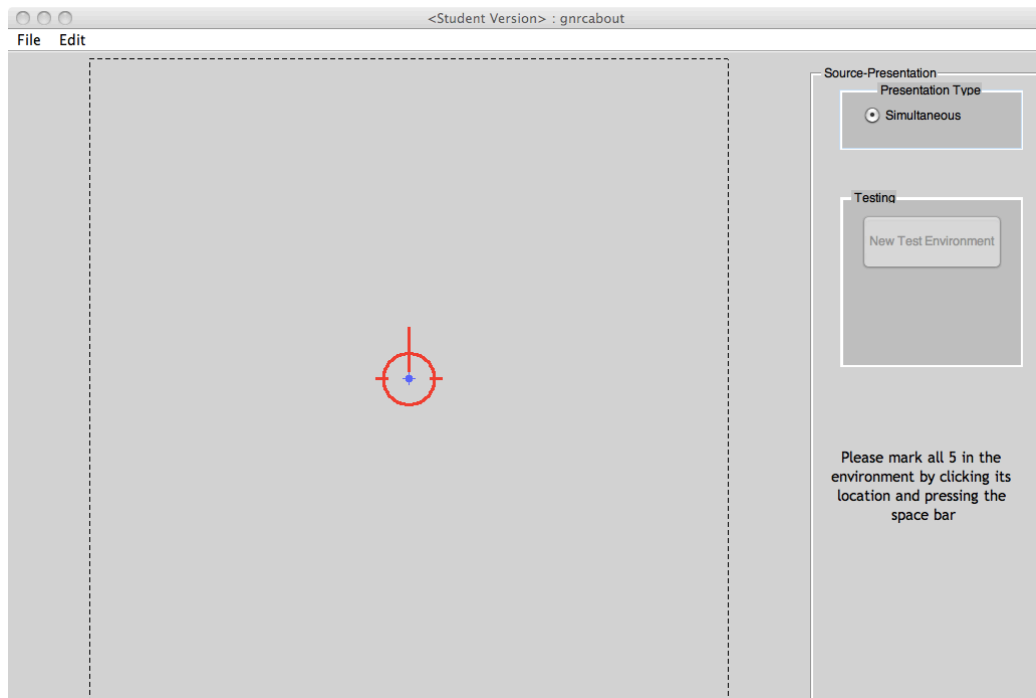 <Student Version> : gnrcabout
File Edit
Source-Presentation
Presentation Type
Simultaneous
Testing
New Test Environment
Please mark all 5 in the
environment by clicking its
location and pressing the
space bar